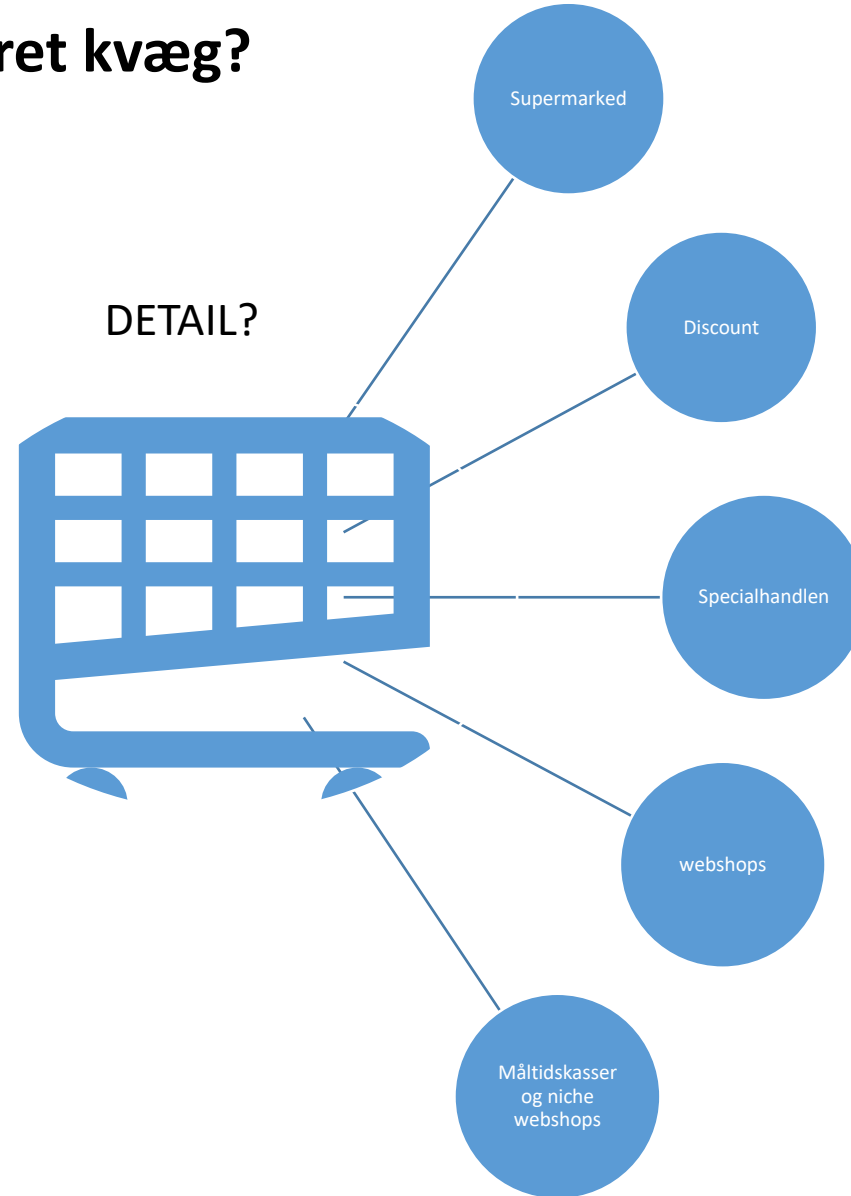 ret kvæg?
Supermarked
DETAIL?
Discount
Specialhandlen
webshops
Måltidskasser
og niche
webshops